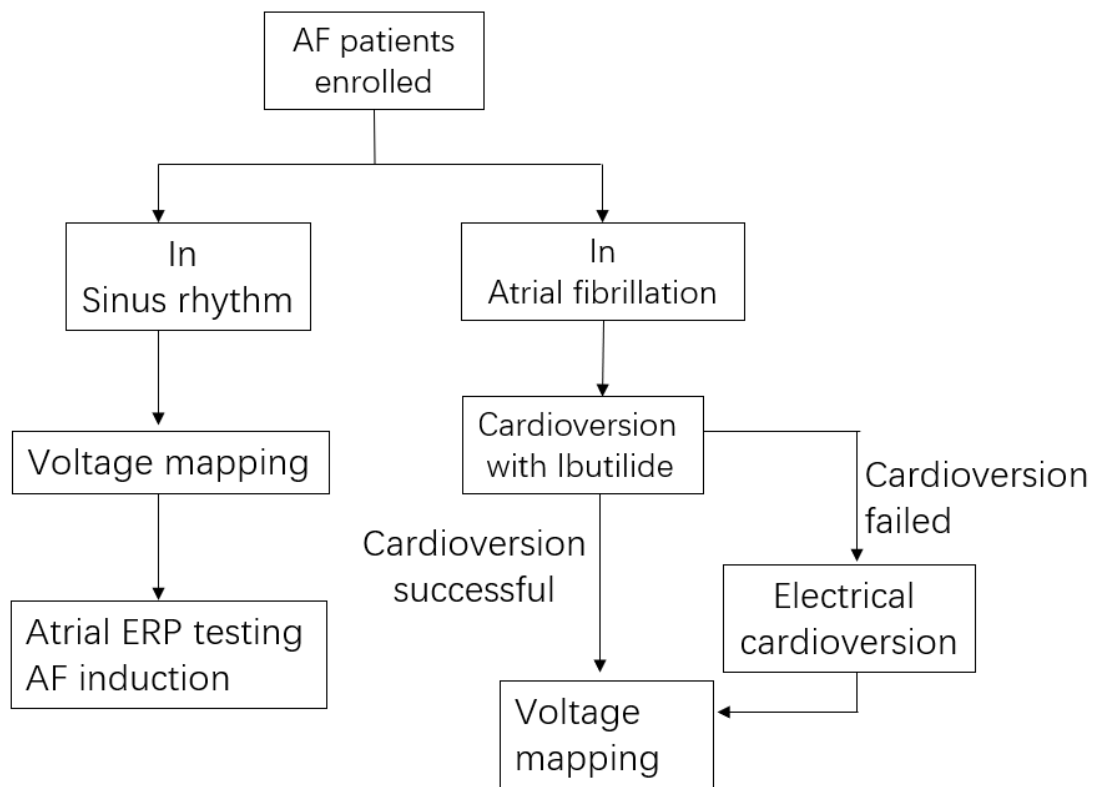 AF patients
enrolled
In
Sinus rhythm
In
Atrial fibrillation
Voltage mapping
Cardioversion
with Ibutilide
Cardioversion
failed
Cardioversion
successful
Atrial ERP testing
AF induction
Electrical
cardioversion
Voltage
mapping